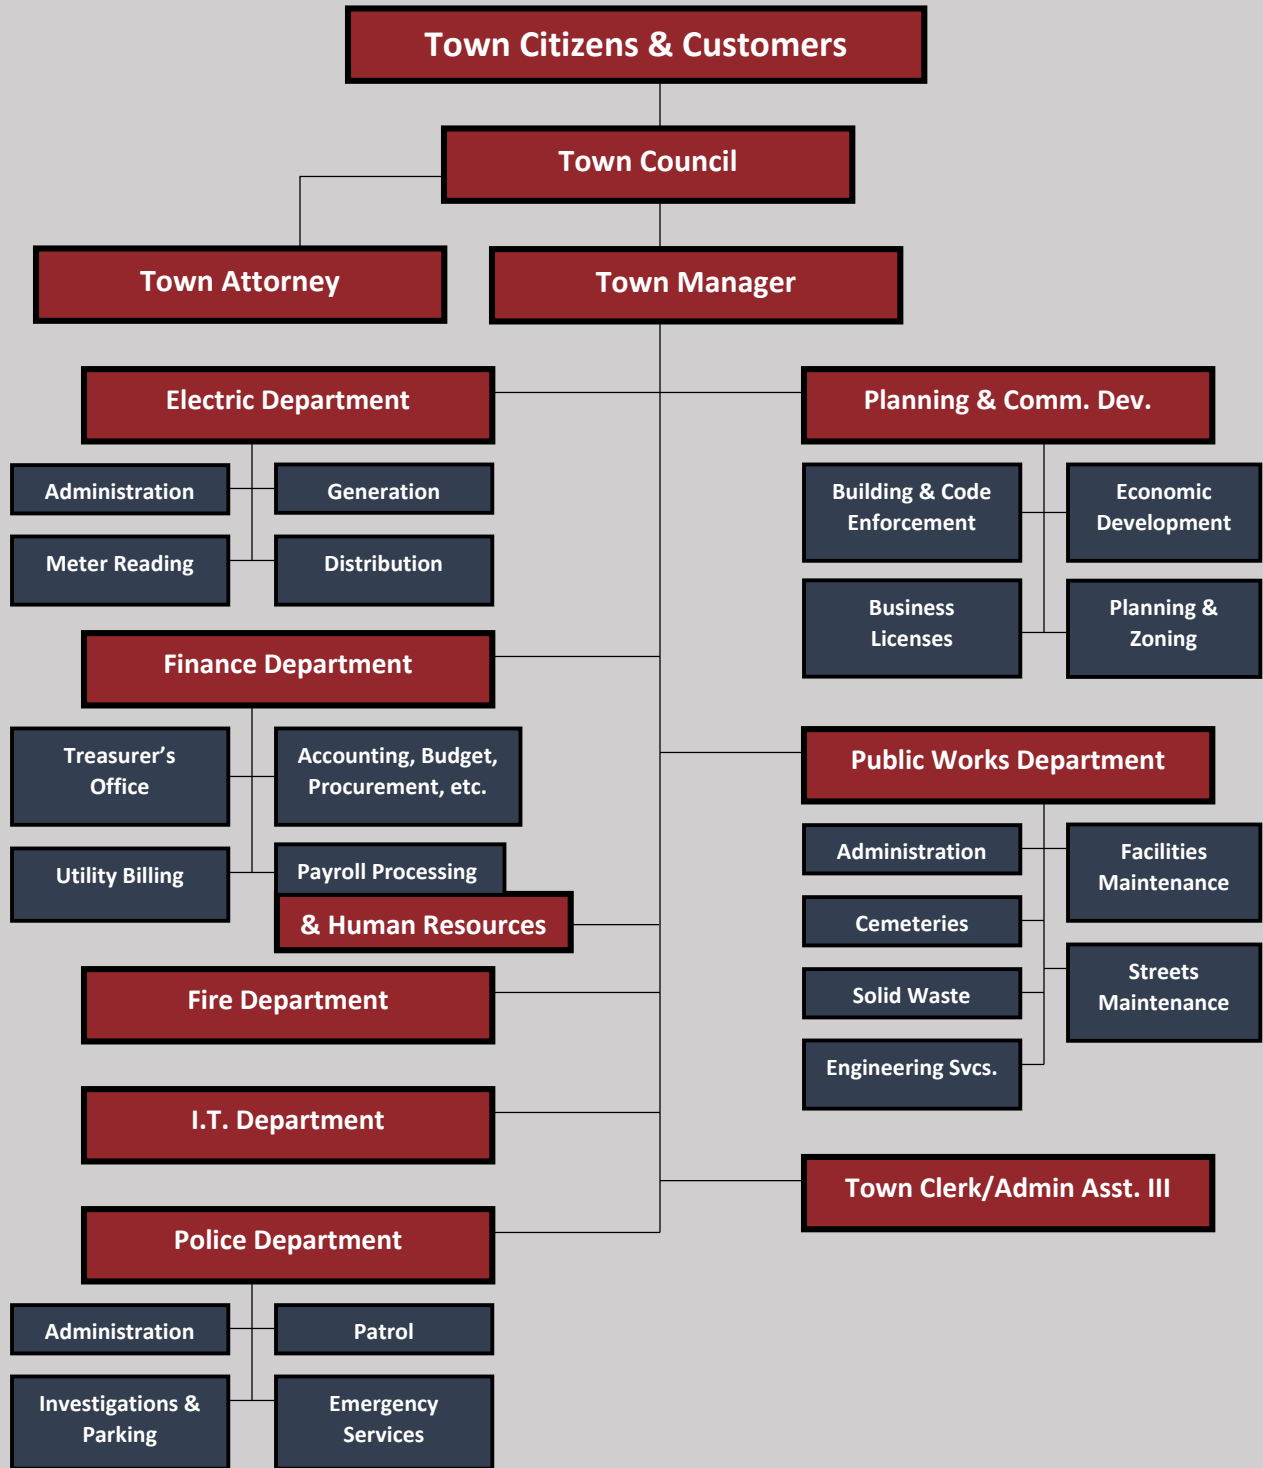 Town Citizens & Customers
Town Council
Town Attorney
Town Manager
Electric Department
Administration
Generation
Meter Reading
Distribution
Finance Department
Treasurer’s
Office
Accounting, Budget,
Procurement, etc.
Utility Billing
Payroll Processing
& Human Resources
Fire Department
I.T. Department
Police Department
Administration
Patrol
Investigations &
Parking
Emergency
Services
Planning & Comm. Dev.
Building & Code
Enforcement
Economic
Development
Business
Licenses
Planning &
Zoning
Public Works Department
Administration
Facilities
Maintenance
Cemeteries
Solid Waste
Streets
Maintenance
Engineering Svcs.
Town Clerk/Admin Asst. III